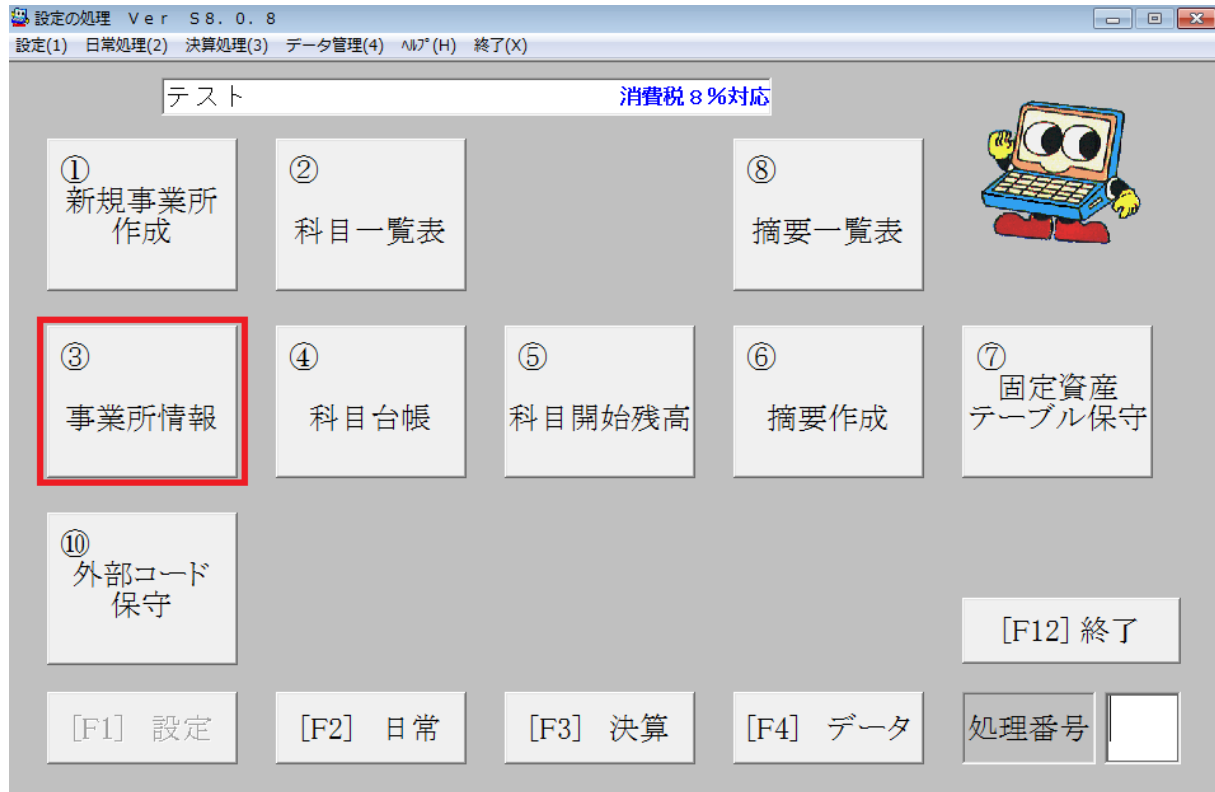 設定の処理 Ver S8.0.8
設定(1) 日常処理(2) 決算処理(3) データ管理(4) ﾍﾙﾌﾟ(H) 終了(X)
テスト 消費税8%対応
①
新規事業所
作成
②
科目一覧表
⑧
摘要一覧表
③
事業所情報
④
科目台帳
⑤
科目開始残高
⑥
摘要作成
⑦
固定資産
テーブル保守
⑩
外部コード
保守
[F12] 終了
[F1] 設定
[F2] 日常
[F3] 決算
[F4] データ
処理番号